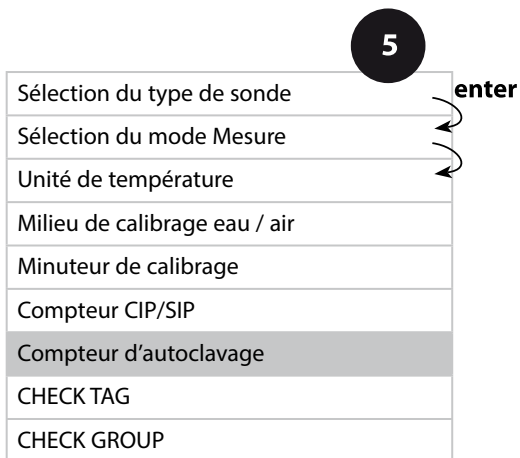 5
enter
Sélection du type de sonde
Sélection du mode Mesure
Unité de température
Milieu de calibrage eau / air
Minuteur de calibrage
Compteur CIP/SIP
Compteur d’autoclavage
CHECK TAG
CHECK GROUP